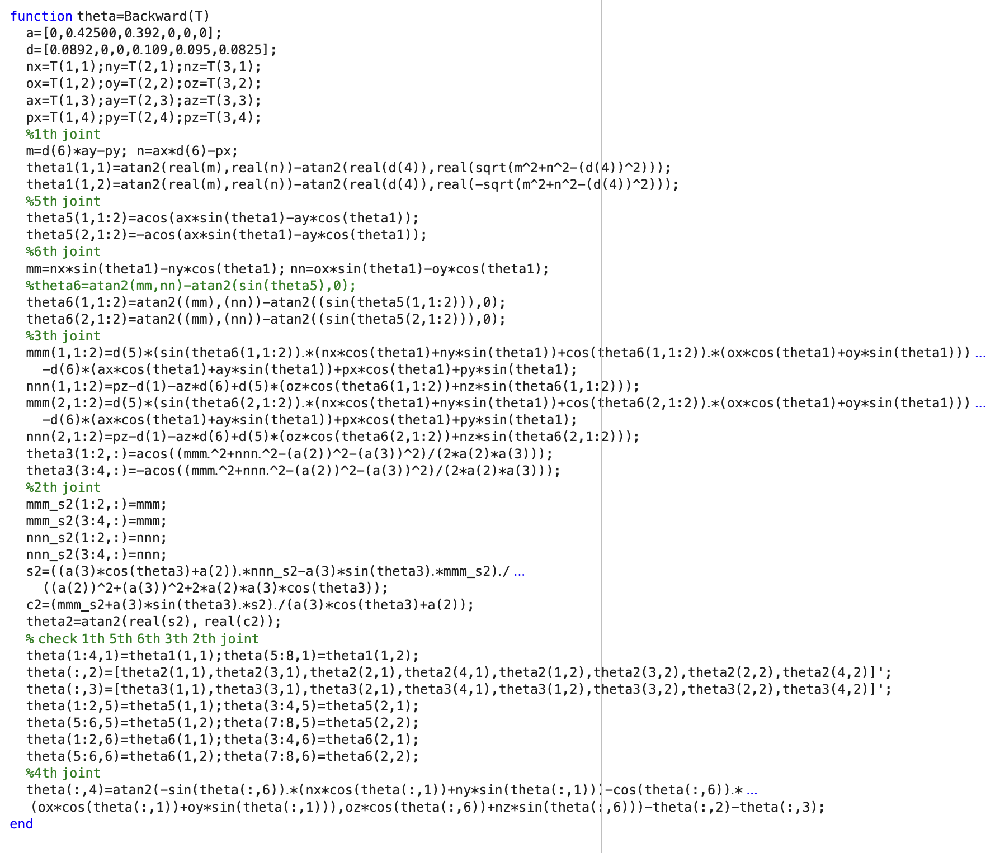 function theta=Backward(T)
a=[0,0.42500,0.392,0,0,0];
d=[0.0892,0,0,0.109,0.095,0.0825];
nx=T(1,1);ny=T(2,1);nz=T(3,1);
ox=T(1,2);oy=T(2,2);oz=T(3,2);
ax=T(1,3);ay=T(2,3);az=T(3,3);
px=T(1,4);py=T(2,4);pz=T(3,4);
%1th joint
m=d(6)*ay-py; n=ax*d(6)-px;
theta1(1,1)=atan2(real(m),real(n))-atan2(real(d(4)),real(sqrt(m^2+n^2-(d(4))^2)));
theta1(1,2)=atan2(real(m),real(n))-atan2(real(d(4)),real(-sqrt(m^2+n^2-(d(4))^2)));
%5th joint
theta5(1,1:2)=acos(ax*sin(theta1)-ay*cos(theta1));
theta5(2,1:2)=-acos(ax*sin(theta1)-ay*cos(theta1));
%6th joint
mm=nx*sin(theta1)-ny*cos(theta1); nn=ox*sin(theta1)-oy*cos(theta1);
%theta6=atan2(mm,nn)-atan2(sin(theta5),0);
theta6(1,1:2)=atan2((mm),(nn))-atan2((sin(theta5(1,1:2))),0);
theta6(2,1:2)=atan2((mm),(nn))-atan2((sin(theta5(2,1:2))),0);
%3th joint
mmm(1,1:2)=d(5)*(sin(theta6(1,1:2)).*(nx*cos(theta1)+ny*sin(theta1))+cos(theta6(1,1:2)).*(ox*cos(theta1)+oy*sin(theta1))) ...
-d(6)*(ax*cos(theta1)+ay*sin(theta1))+px*cos(theta1)+py*sin(theta1);
nnn(1,1:2)=pz-d(1)-az*d(6)+d(5)*(oz*cos(theta6(1,1:2))+nz*sin(theta6(1,1:2)));
mmm(2,1:2)=d(5)*(sin(theta6(2,1:2)).*(nx*cos(theta1)+ny*sin(theta1))+cos(theta6(2,1:2)).*(ox*cos(theta1)+oy*sin(theta1))) ...
-d(6)*(ax*cos(theta1)+ay*sin(theta1))+px*cos(theta1)+py*sin(theta1);
nnn(2,1:2)=pz-d(1)-az*d(6)+d(5)*(oz*cos(theta6(2,1:2))+nz*sin(theta6(2,1:2)));
theta3(1:2,:)=acos((mmm.^2+nnn.^2-(a(2))^2-(a(3))^2)/(2*a(2)*a(3)));
theta3(3:4,:)=-acos((mmm.^2+nnn.^2-(a(2))^2-(a(3))^2)/(2*a(2)*a(3)));
%2th joint
mmm_s2(1:2,:)=mmm;
mmm_s2(3:4,:)=mmm;
nnn_s2(1:2,:)=nnn;
nnn_s2(3:4,:)=nnn;
s2=((a(3)*cos(theta3)+a(2)).*nnn_s2-a(3)*sin(theta3).*mmm_s2)./ ...
((a(2))^2+(a(3))^2+2*a(2)*a(3)*cos(theta3));
c2=(mmm_s2+a(3)*sin(theta3).*s2)./(a(3)*cos(theta3)+a(2));
theta2=atan2(real(s2), real(c2));
% check 1th 5th 6th 3th 2th joint
theta(1:4,1)=theta1(1,1);theta(5:8,1)=theta1(1,2);
theta(:,2)=[theta2(1,1),theta2(3,1),theta2(2,1),theta2(4,1),theta2(1,2),theta2(3,2),theta2(2,2),theta2(4,2)]';
theta(:,3)=[theta3(1,1),theta3(3,1),theta3(2,1),theta3(4,1),theta3(1,2),theta3(3,2),theta3(2,2),theta3(4,2)]';
theta(1:2,5)=theta5(1,1);theta(3:4,5)=theta5(2,1);
theta(5:6,5)=theta5(1,2);theta(7:8,5)=theta5(2,2);
theta(1:2,6)=theta6(1,1);theta(3:4,6)=theta6(2,1);
theta(5:6,6)=theta6(1,2);theta(7:8,6)=theta6(2,2);
%4th joint
theta(:,4)=atan2(-sin(theta(:,6)).*(nx*cos(theta(:,1))+ny*sin(theta(:,1)))-cos(theta(:,6)).* ...
(ox*cos(theta(:,1))+oy*sin(theta(:,1))),oz*cos(theta(:,6))+nz*sin(theta(:,6)))-theta(:,2)-theta(:,3);
end